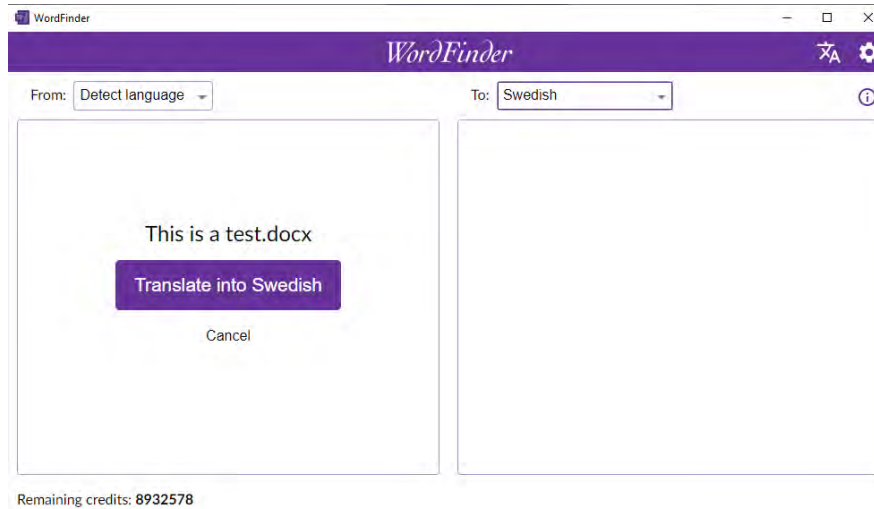 WordFinder
WordFinder
From: Detect language To: Swedish
This is a test.docx
Translate into Swedish
Cancel
Remaining credits: 8932578